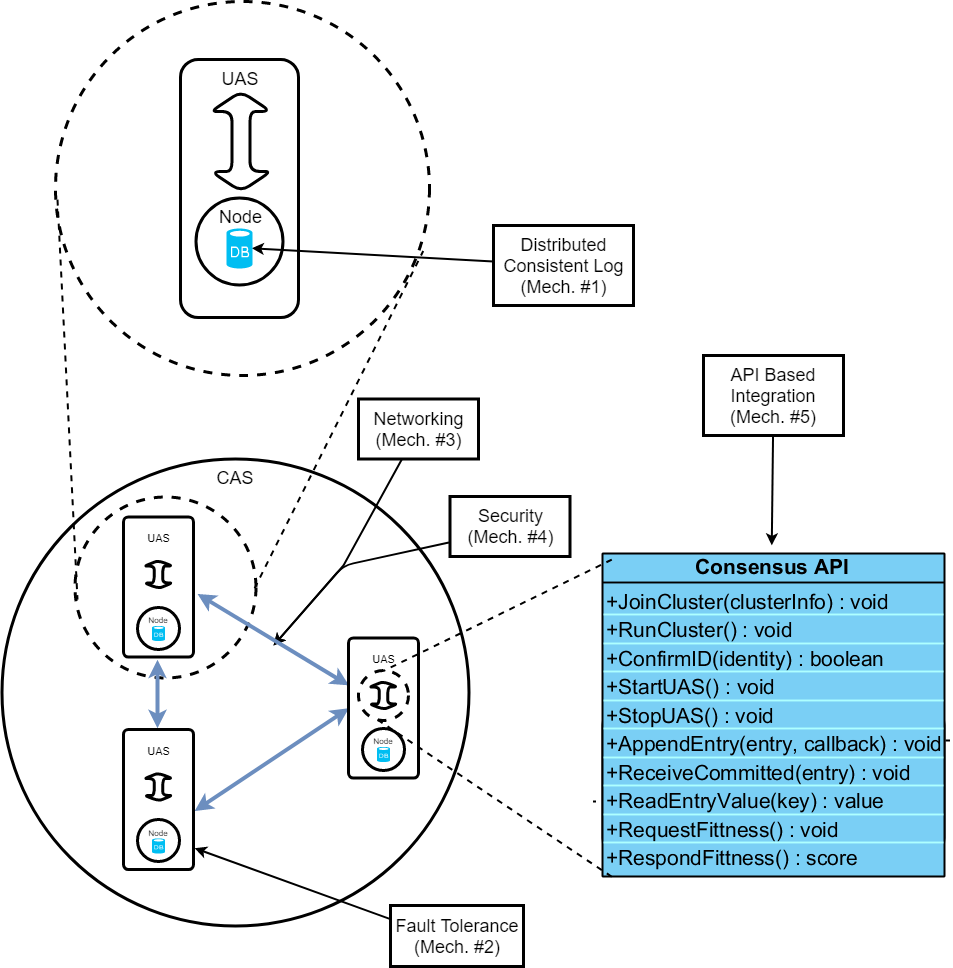 UAS
Node
DB
Distributed
Consistent Log
(Mech. #1)
API Based
Integration
(Mech. #5)
Networking
(Mech. #3)
CAS
Security
(Mech. #4)
UAS
Node
DB
UAS
Node
DB
UAS
Node
DB
Fault Tolerance
(Mech. #2)
Consensus API
+JoinCluster(clusterInfo) : void
+RunCluster() : void
+ConfirmID(identity) : boolean
+StartUAS() : void
+StopUAS() : void
+AppendEntry(entry, callback) : void
+ReceiveCommitted(entry) : void
+ReadEntryValue(key) : value
+RequestFittness() : void
+RespondFittness() : score